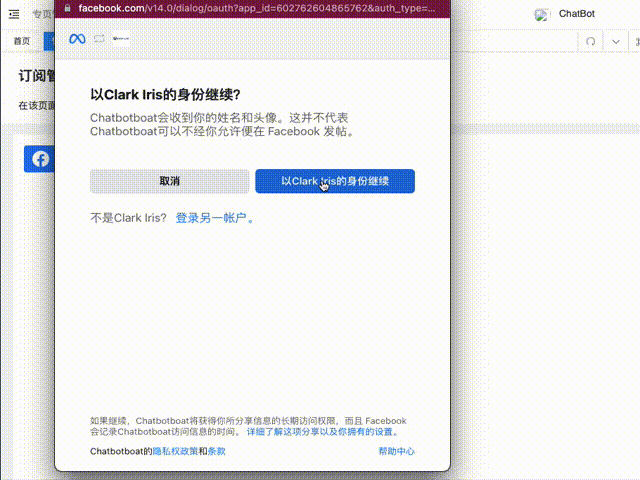 facebook.com/v14.0/dialog/oauth?app_id=602762604865762&auth_type=...
专页
ChatBot
首页
订阅管
在该页面
以Clark Iris的身份继续?
Chatbotboat会收到你的姓名和头像。这并不代表
Chatbotboat可以不经你允许便在 Facebook 发帖。
取消
以Clark Iris的身份继续
不是Clark Iris? 登录另一帐户。
如果继续，Chatbotboat将获得你所分享信息的长期访问权限，而且 Facebook
会记录Chatbotboat访问信息的时间。 详细了解这项分享以及你拥有的设置。
Chatbotboat的隐私权政策和条款
帮助中心